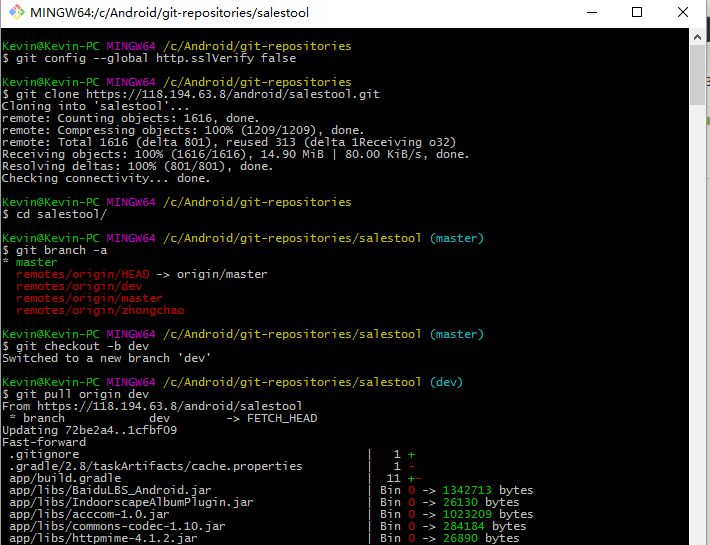 MINGW64:/c/Android/git-repositories/salestool
Kevin@Kevin-PC MINGW64 /c/Android/git-repositories
$ git config --global http.sslVerify false
Kevin@Kevin-PC MINGW64 /c/Android/git-repositories
$ git clone https://118.194.63.8/android/salestool.git
Cloning into 'salestool'...
remote: Counting objects: 1616, done.
remote: Compressing objects: 100% (1209/1209), done.
remote: Total 1616 (delta 801), reused 313 (delta 1Receiving o32)
Receiving objects: 100% (1616/1616), 14.90 MiB | 80.00 KiB/s, done.
Resolving deltas: 100% (801/801), done.
Checking connectivity... done.
Kevin@Kevin-PC MINGW64 /c/Android/git-repositories
$ cd salestool/
Kevin@Kevin-PC MINGW64 /c/Android/git-repositories/salestool (master)
$ git branch -a
* master
remotes/origin/HEAD -> origin/master
remotes/origin/dev
remotes/origin/master
remotes/origin/zhongchao
Kevin@Kevin-PC MINGW64 /c/Android/git-repositories/salestool (master)
$ git checkout -b dev
Switched to a new branch 'dev'
Kevin@Kevin-PC MINGW64 /c/Android/git-repositories/salestool (dev)
$ git pull origin dev
From https://118.194.63.8/android/salestool
* branch dev -> FETCH_HEAD
Updating 72be2a4..1cfbf09
Fast-forward
.gitignore | 1 +
.gradle/2.8/taskArtifacts/cache.properties | 1 -
app/build.gradle | 11 +-
app/libs/BaiduLBS_Android.jar | Bin 0 -> 1342713 bytes
app/libs/IndoorscapeAlbumPlugin.jar | Bin 0 -> 26130 bytes
app/libs/acccom-1.0.jar | Bin 0 -> 1023209 bytes
app/libs/commons-codec-1.10.jar | Bin 0 -> 284184 bytes
app/libs/httpmime-4.1.2.jar | Bin 0 -> 26890 bytes